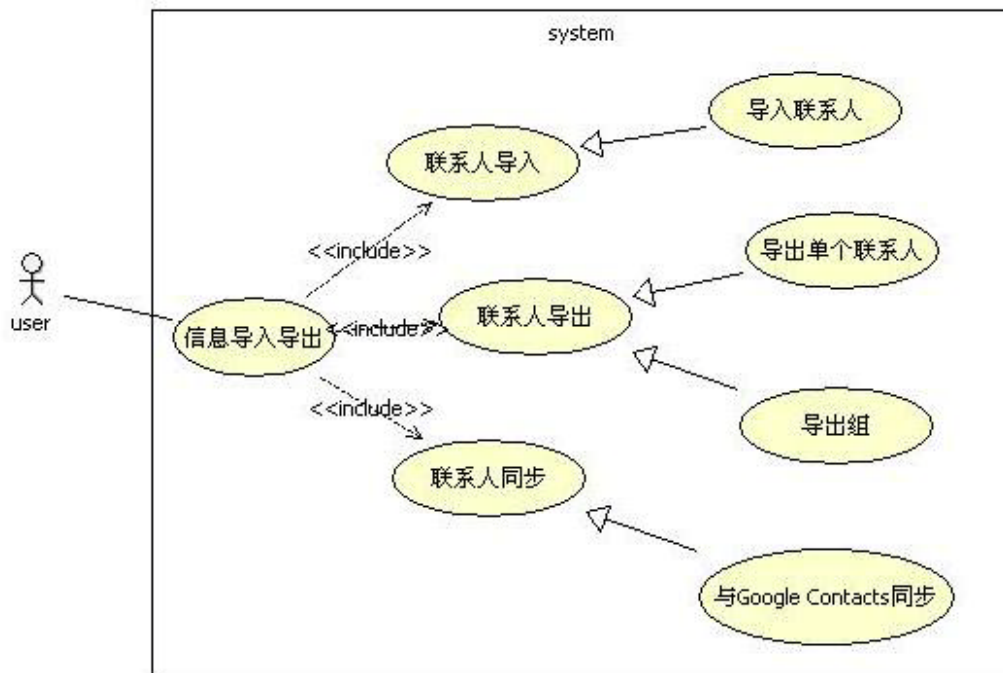 system
导入联系人
联系人导入
<<include>>
导出单个联系人
user
信息导入导出
<<include>>
联系人导出
<<include>>
导出组
联系人同步
与Google Contacts同步